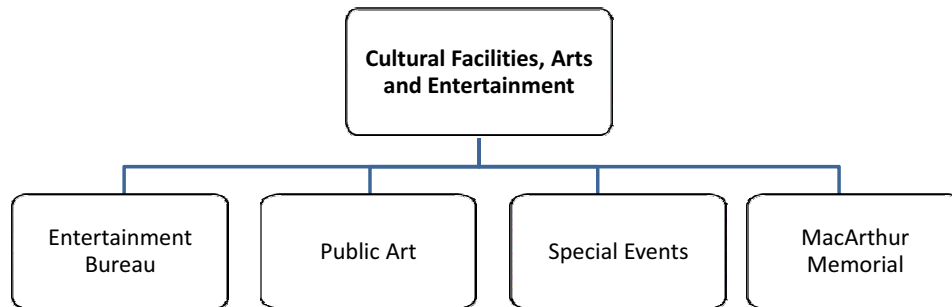 Cultural Facilities, Arts
and Entertainment
Entertainment
Bureau
Public Art
Special Events
MacArthur
Memorial